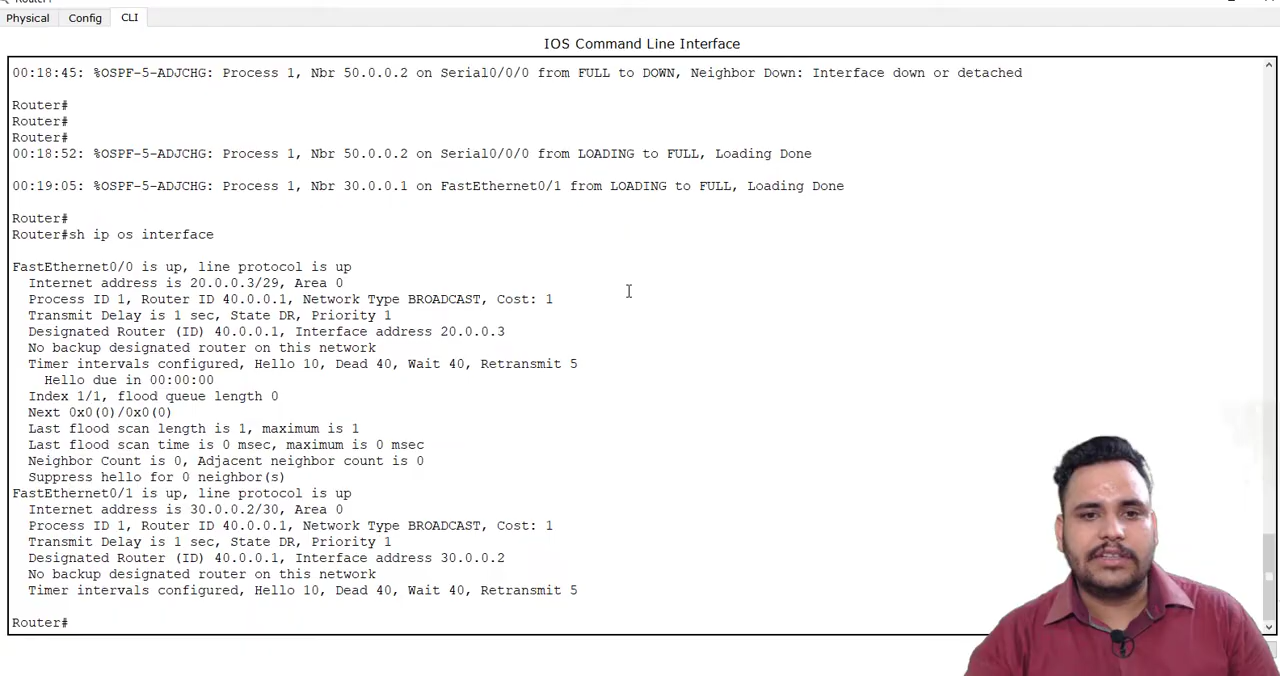 Physical Config CLI
IOS Command Line Interface
00:18:45: %OSPF-5-ADJCHG: Process 1, Nbr 50.0.0.2 on Serial0/0/0 from FULL to DOWN, Neighbor Down: Interface down or detached
Router#
Router#
Router#
00:18:52: %OSPF-5-ADJCHG: Process 1, Nbr 50.0.0.2 on Serial0/0/0 from LOADING to FULL, Loading Done
00:19:05: %OSPF-5-ADJCHG: Process 1, Nbr 30.0.0.1 on FastEthernet0/1 from LOADING to FULL, Loading Done
Router#
Router#sh ip os interface
FastEthernet0/0 is up, line protocol is up
Internet address is 20.0.0.3/29, Area 0
Process ID 1, Router ID 40.0.0.1, Network Type BROADCAST, Cost: 1
Transmit Delay is 1 sec, State DR, Priority 1
Designated Router (ID) 40.0.0.1, Interface address 20.0.0.3
No backup designated router on this network
Timer intervals configured, Hello 10, Dead 40, Wait 40, Retransmit 5
Hello due in 00:00:00
Index 1/1, flood queue length 0
Next 0x0(0)/0x0(0)
Last flood scan length is 1, maximum is 1
Last flood scan time is 0 msec, maximum is 0 msec
Neighbor Count is 0, Adjacent neighbor count is 0
Suppress hello for 0 neighbor(s)
FastEthernet0/1 is up, line protocol is up
Internet address is 30.0.0.2/30, Area 0
Process ID 1, Router ID 40.0.0.1, Network Type BROADCAST, Cost: 1
Transmit Delay is 1 sec, State DR, Priority 1
Designated Router (ID) 40.0.0.1, Interface address 30.0.0.2
No backup designated router on this network
Timer intervals configured, Hello 10, Dead 40, Wait 40, Retransmit 5
Router#